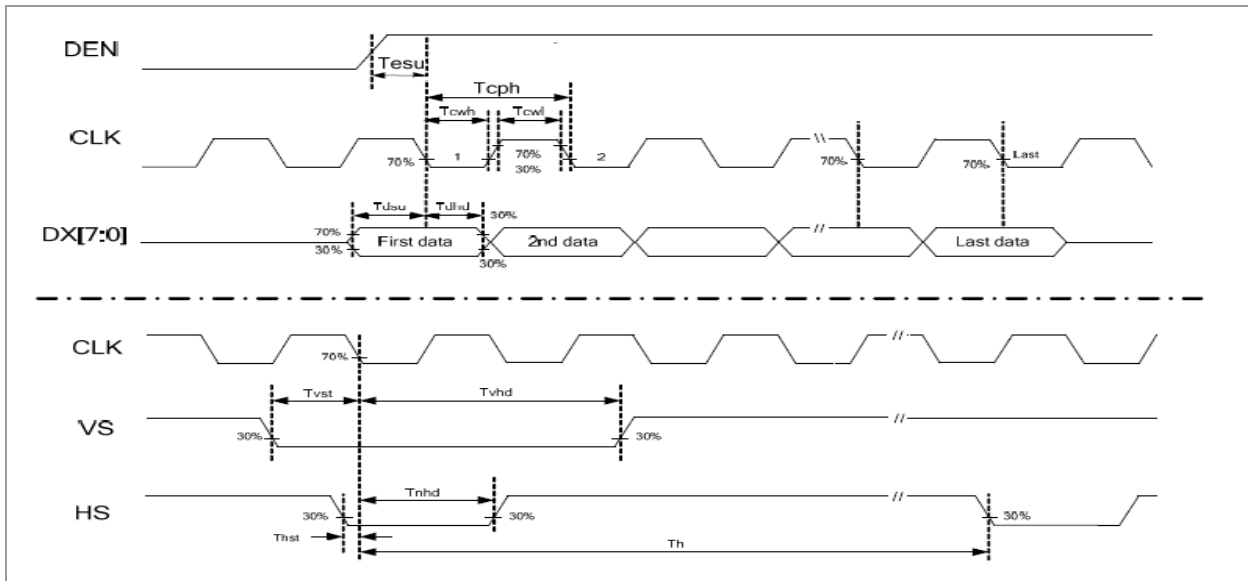 DEN
Tesu
Tcph
Tcwh
Tcwl
CLK
70%
1
70%
30%
2
//
70%
70%
Last
Tdsu
Tdhd
30%
DX[7:0]
70%
30%
First data
2nd data
//
Last data
30%
CLK
70%
//
Tvst
Tvhd
VS
30%
30%
//
Tnhd
HS
30%
30%
//
30%
Thst
Th